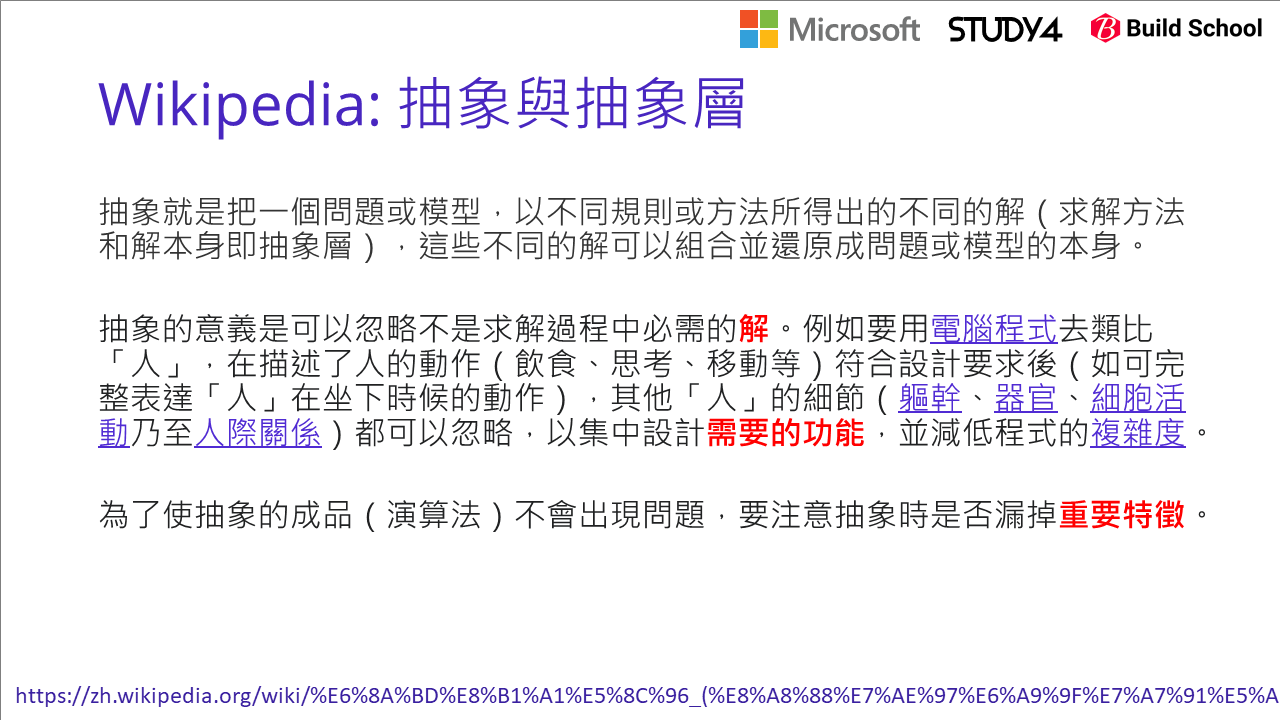 Microsoft STUDY4 Build School
Wikipedia: 抽象與抽象層
抽象就是把一個問題或模型，以不同規則或方法所得出的不同的解（求解方法
和解本身即抽象層），這些不同的解可以組合並還原成問題或模型的本身。
抽象的意義是可以忽略不是求解過程中必需的解。例如要用電腦程式去類比
「人」，在描述了人的動作（飲食、思考、移動等）符合設計要求後（如可完
整表達「人」在坐下時候的動作），其他「人」的細節（軀幹、器官、細胞活
動乃至人際關係）都可以忽略，以集中設計需要的功能，並減低程式的複雜度。
為了使抽象的成品（演算法）不會出現問題，要注意抽象時是否漏掉重要特徵。
https://zh.wikipedia.org/wiki/%E6%8A%BD%E8%B1%A1%E5%8C%96_(%E8%A8%88%E7%AE%97%E6%A9%9F%E7%A7%91%E5%A